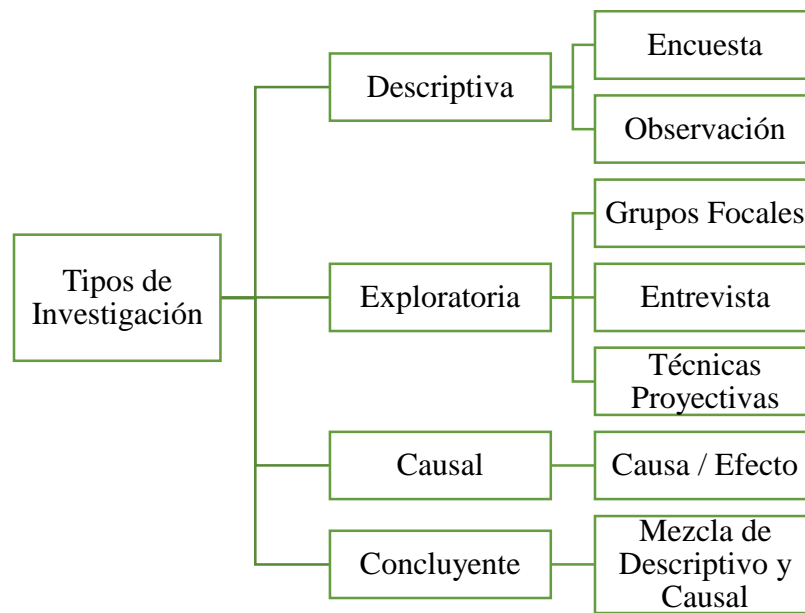 Tipos de
Investigación
Descriptiva
Encuesta
Observación
Exploratoria
Grupos Focales
Entrevista
Técnicas
Proyectivas
Causal
Causa / Efecto
Concluyente
Mezcla de
Descriptivo y
Causal